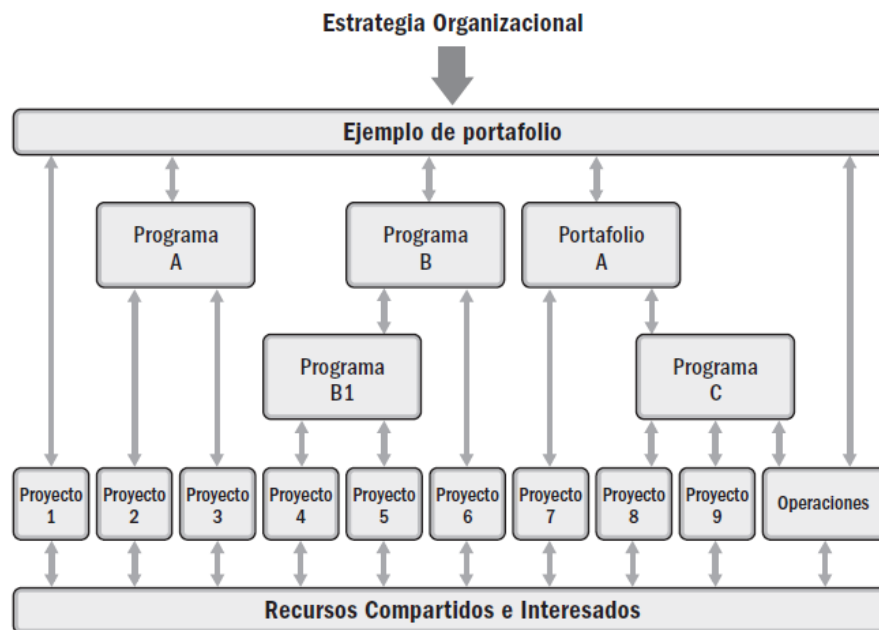 Estrategia Organizacional
Ejemplo de portafolio
Programa
A
Programa
B
Portafolio
A
Programa
B1
Programa
C
Proyecto
1
Proyecto
2
Proyecto
3
Proyecto
4
Proyecto
5
Proyecto
6
Proyecto
7
Proyecto
8
Proyecto
9
Operaciones
Recursos Compartidos e Interesados